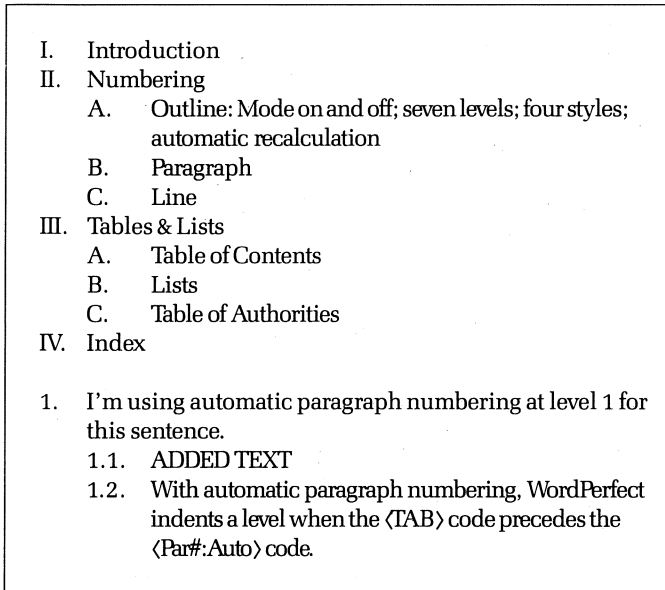 I. Introduction
II. Numbering
A. Outline: Mode on and off; seven levels; four styles;
automatic recalculation
B. Paragraph
C. Line
III. Tables & Lists
A. Table of Contents
B. Lists
C. Table of Authorities
IV. Index
1. I'm using automatic paragraph numbering at level 1 for
this sentence.
1.1. ADDED TEXT
1.2. With automatic paragraph numbering, WordPerfect
indents a level when the ⟨TAB⟩ code precedes the
⟨Par#:Auto⟩ code.